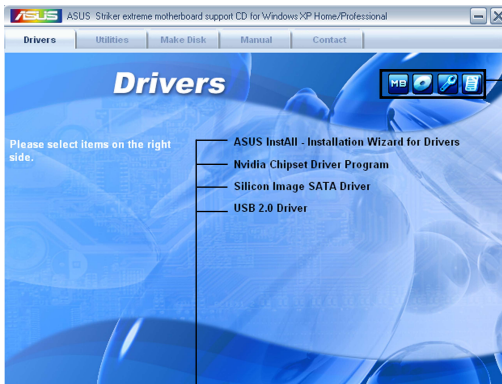 ASUS ASUS Striker extreme motherboard support CD for Windows XP Home/Professional
Drivers Utilities Make Disk Manual Contact
Drivers
MB
Please select items on the right
side.
ASUS InstAll - Installation Wizard for Drivers
Nvidia Chipset Driver Program
Silicon Image SATA Driver
USB 2.0 Driver